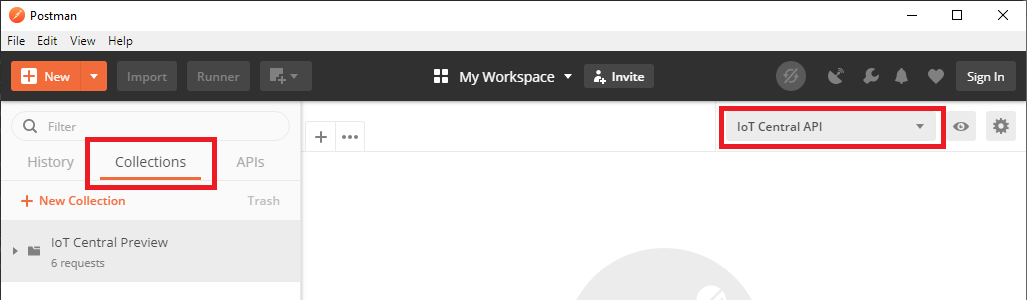 Postman
File Edit View Help
New Import Runner My Workspace Invite Sign In
Filter
IoT Central API
History Collections APIs
New Collection Trash
IoT Central Preview
6 requests